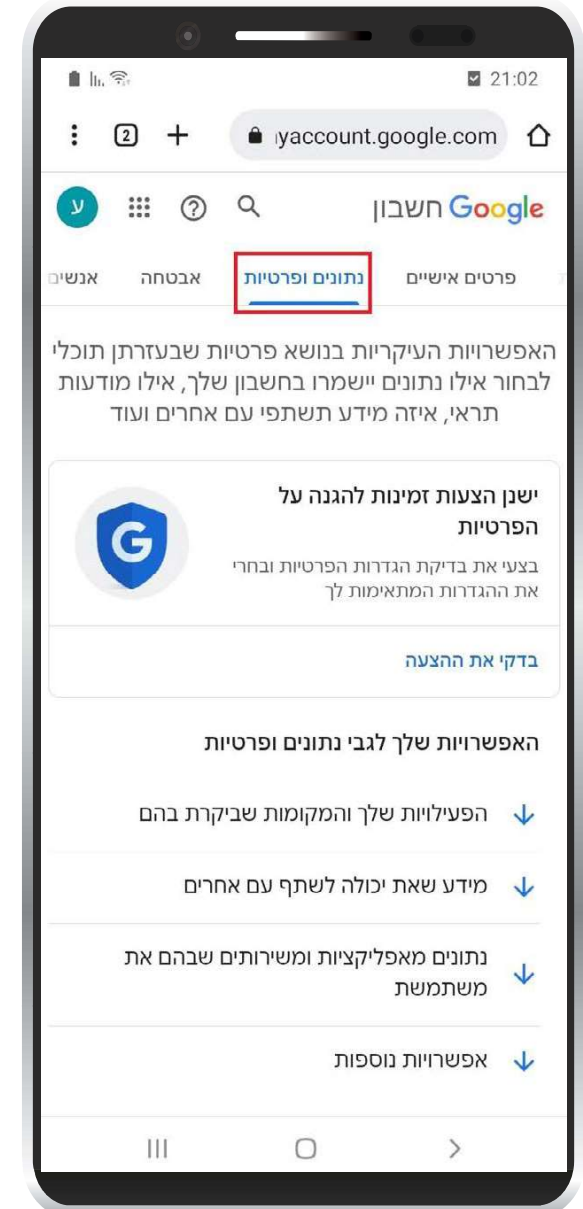 21:02
2
yaccount.google.com
חשבון Google
ע
פרטים אישיים
נתונים ופרטיות
אבטחה
אנשים
האפשרויות העיקריות בנושא פרטיות שבעזרתן תוכלי
לבחור אילו נתונים יישמרו בחשבון שלך, אילו מודעות
תראי, איזה מידע תשתפי עם אחרים ועוד
ישנן הצעות זמינות להגנה על
הפרטיות
בצעי את בדיקת הגדרות הפרטיות ובחרי
את ההגדרות המתאימות לך
G
בדקי את ההצעה
האפשרויות שלך לגבי נתונים ופרטיות
הפעילויות שלך והמקומות שביקרת בהם
מידע שאת יכולה לשתף עם אחרים
נתונים מאפליקציות ומשירותים שבהם את
משתמשת
אפשרויות נוספות